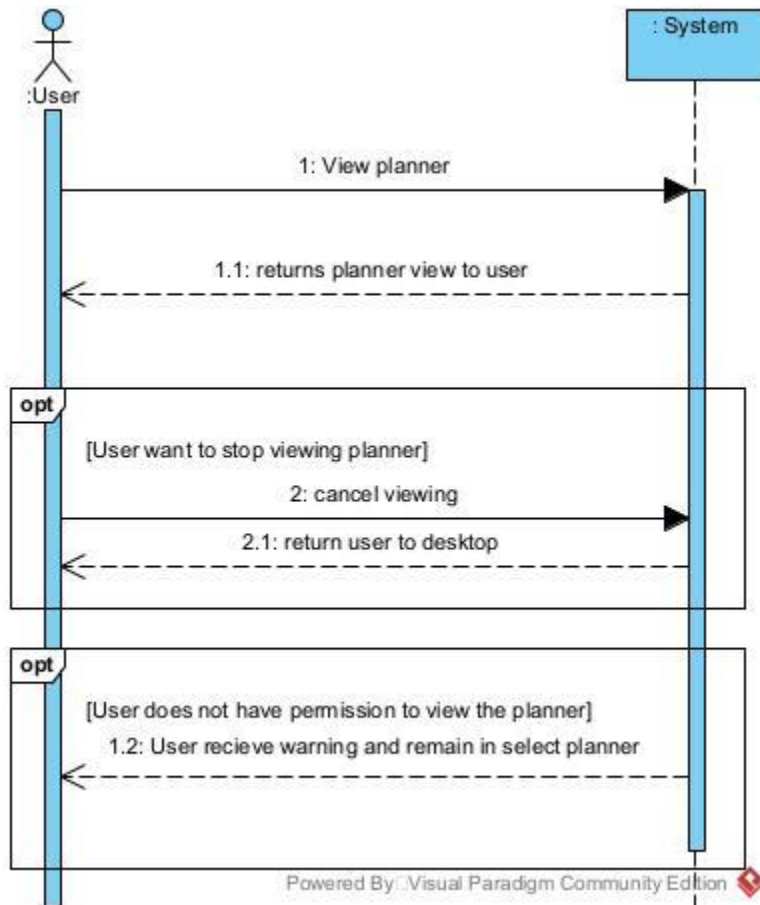 : System
:User
1: View planner
1.1: returns planner view to user
opt
[User want to stop viewing planner]
2: cancel viewing
2.1: return user to desktop
opt
[User does not have permission to view the planner]
1.2: User recieve warning and remain in select planner
Powered By Visual Paradigm Community Edition